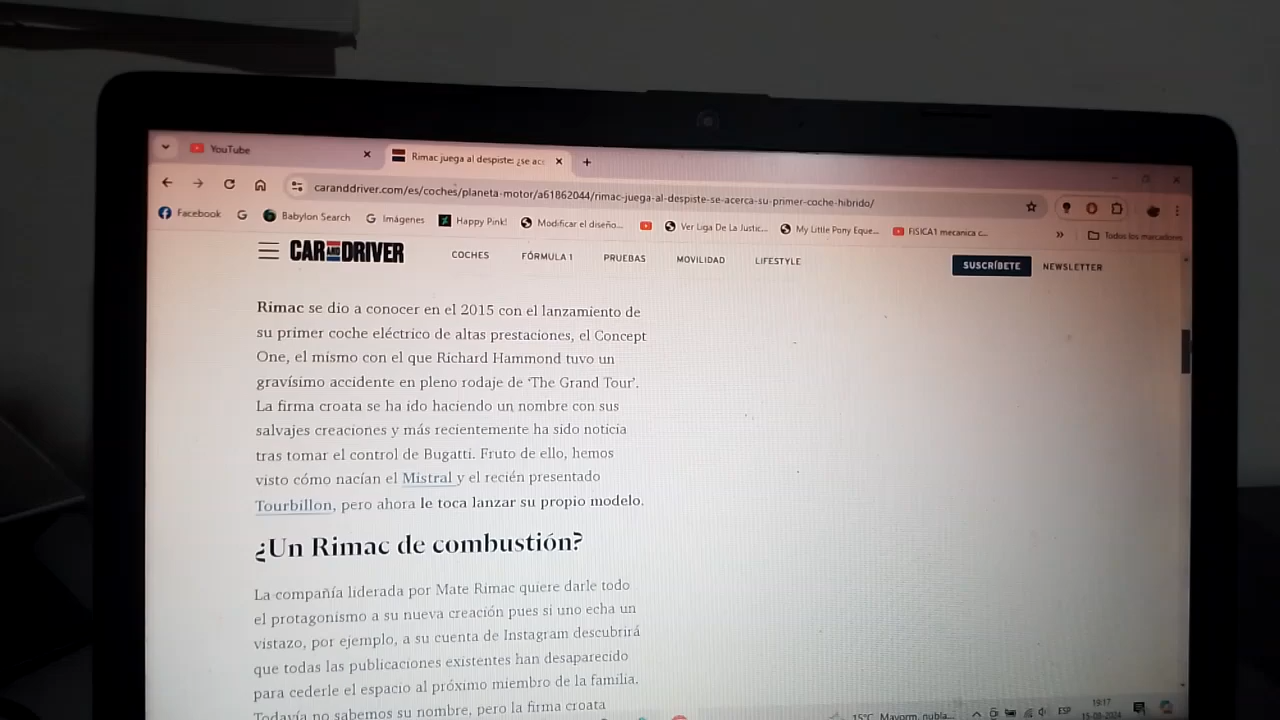 YouTube
Rimac juega al despiste: ¿se ac
caranddriver.com/es/coches/planeta-motor/a61862044/rimac-juega-al-despiste-se-acerca-su-primer-coche-hibrido/
Facebook
Babylon Search
Imágenes
Happy Pink!
Modificar el diseño...
Ver Liga De La Justic...
My Little Pony Eque...
FISICA1 mecanica c...
Todos los marcadores
CAR AND DRIVER
COCHES
FÓRMULA 1
PRUEBAS
MOVILIDAD
LIFESTYLE
SUSCRÍBETE
NEWSLETTER
Rimac se dio a conocer en el 2015 con el lanzamiento de
su primer coche eléctrico de altas prestaciones, el Concept
One, el mismo con el que Richard Hammond tuvo un
gravísimo accidente en pleno rodaje de ‘The Grand Tour’.
La firma croata se ha ido haciendo un nombre con sus
salvajes creaciones y más recientemente ha sido noticia
tras tomar el control de Bugatti. Fruto de ello, hemos
visto cómo nacían el Mistral y el recién presentado
Tourbillon, pero ahora le toca lanzar su propio modelo.
¿Un Rimac de combustión?
La compañía liderada por Mate Rimac quiere darle todo
el protagonismo a su nueva creación pues si uno echa un
vistazo, por ejemplo, a su cuenta de Instagram descubrirá
que todas las publicaciones existentes han desaparecido
para cederle el espacio al próximo miembro de la familia.
Todavía no sabemos su nombre, pero la firma croata
15°C Mayorm. nubla...
ESP
19:17
15-08-2024